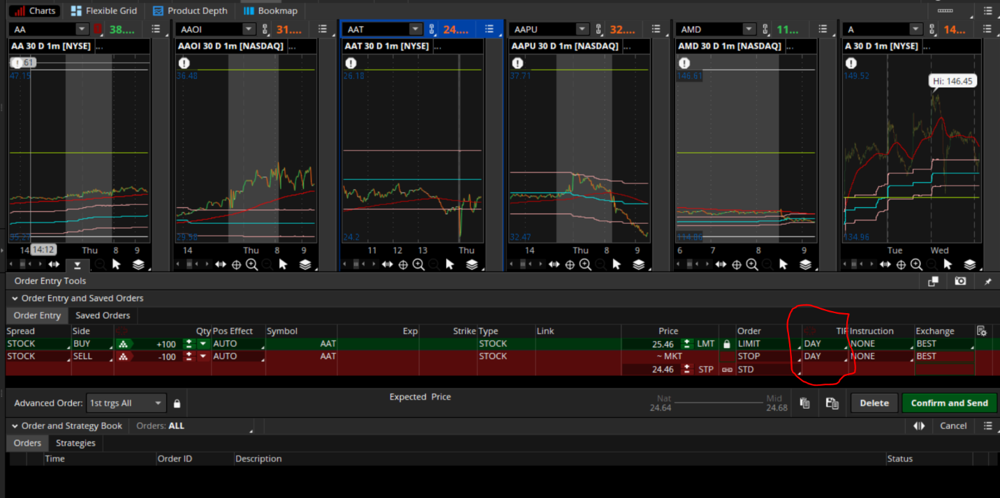 Charts Flexible Grid Product Depth Bookmap
AA 38.... AAOI 31.... AAT 24.... AAPU 32.... AMD 11... A 14...
AA 30 D 1m [NYSE] ... AAOI 30 D 1m [NASDAQ] ... AAT 30 D 1m [NYSE] ... AAPU 30 D 1m [NASDAQ] ... AMD 30 D 1m [NASDAQ] ... A 30 D 1m [NYSE] ...
61
47.15 36.48 26.18 37.71 146.61 149.52
Hi: 146.45
29.98 24.2 32.47 134.96
14 14:12 Thu 8 9 14 Thu 8 9 11 12 13 Thu 14 Thu 8 9 6 7 8 9 Tue Wed
Order Entry Tools
Order Entry and Saved Orders
Order Entry Saved Orders
Spread Side Qty Pos Effect Symbol Exp Strike Type Link Price Order TIF Instruction Exchange
STOCK BUY +100 AUTO AAT STOCK 25.46 LMT LIMIT DAY NONE BEST
STOCK SELL -100 AUTO AAT STOCK ~ MKT STOP DAY NONE BEST
24.46 STP STD
Advanced Order: 1st trgs All Expected Price Nat Mid Delete Confirm and Send
24.64 24.68
Order and Strategy Book Orders: ALL Cancel
Orders Strategies
Time Order ID Description Status